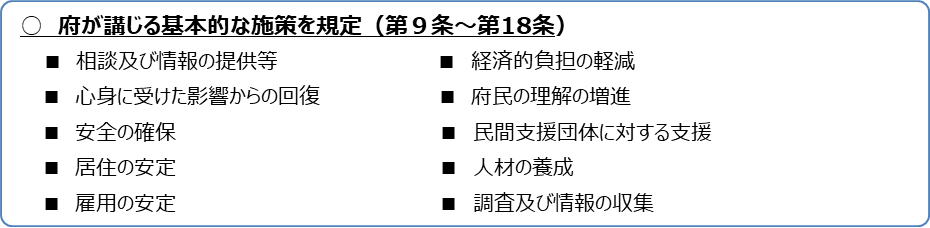 ○ 府が講じる基本的な施策を規定（第９条～第18条）
■ 相談及び情報の提供等
■ 心身に受けた影響からの回復
■ 安全の確保
■ 居住の安定
■ 雇用の安定
■ 経済的負担の軽減
■ 府民の理解の増進
■ 民間支援団体に対する支援
■ 人材の養成
■ 調査及び情報の収集